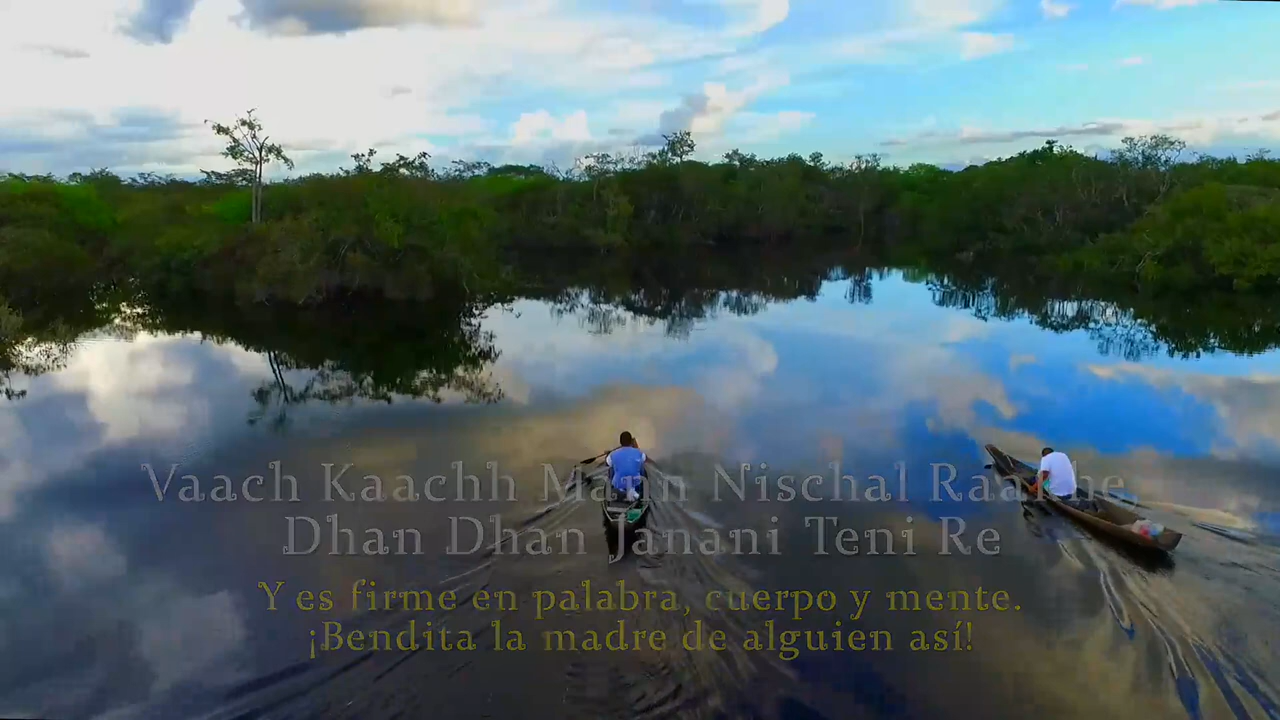 Vaach Kaachh Mann Nischal Raakhe
Dhan Dhan Janani Teni Re
Y es firme en palabra, cuerpo y mente.
¡Bendita la madre de alguien así!